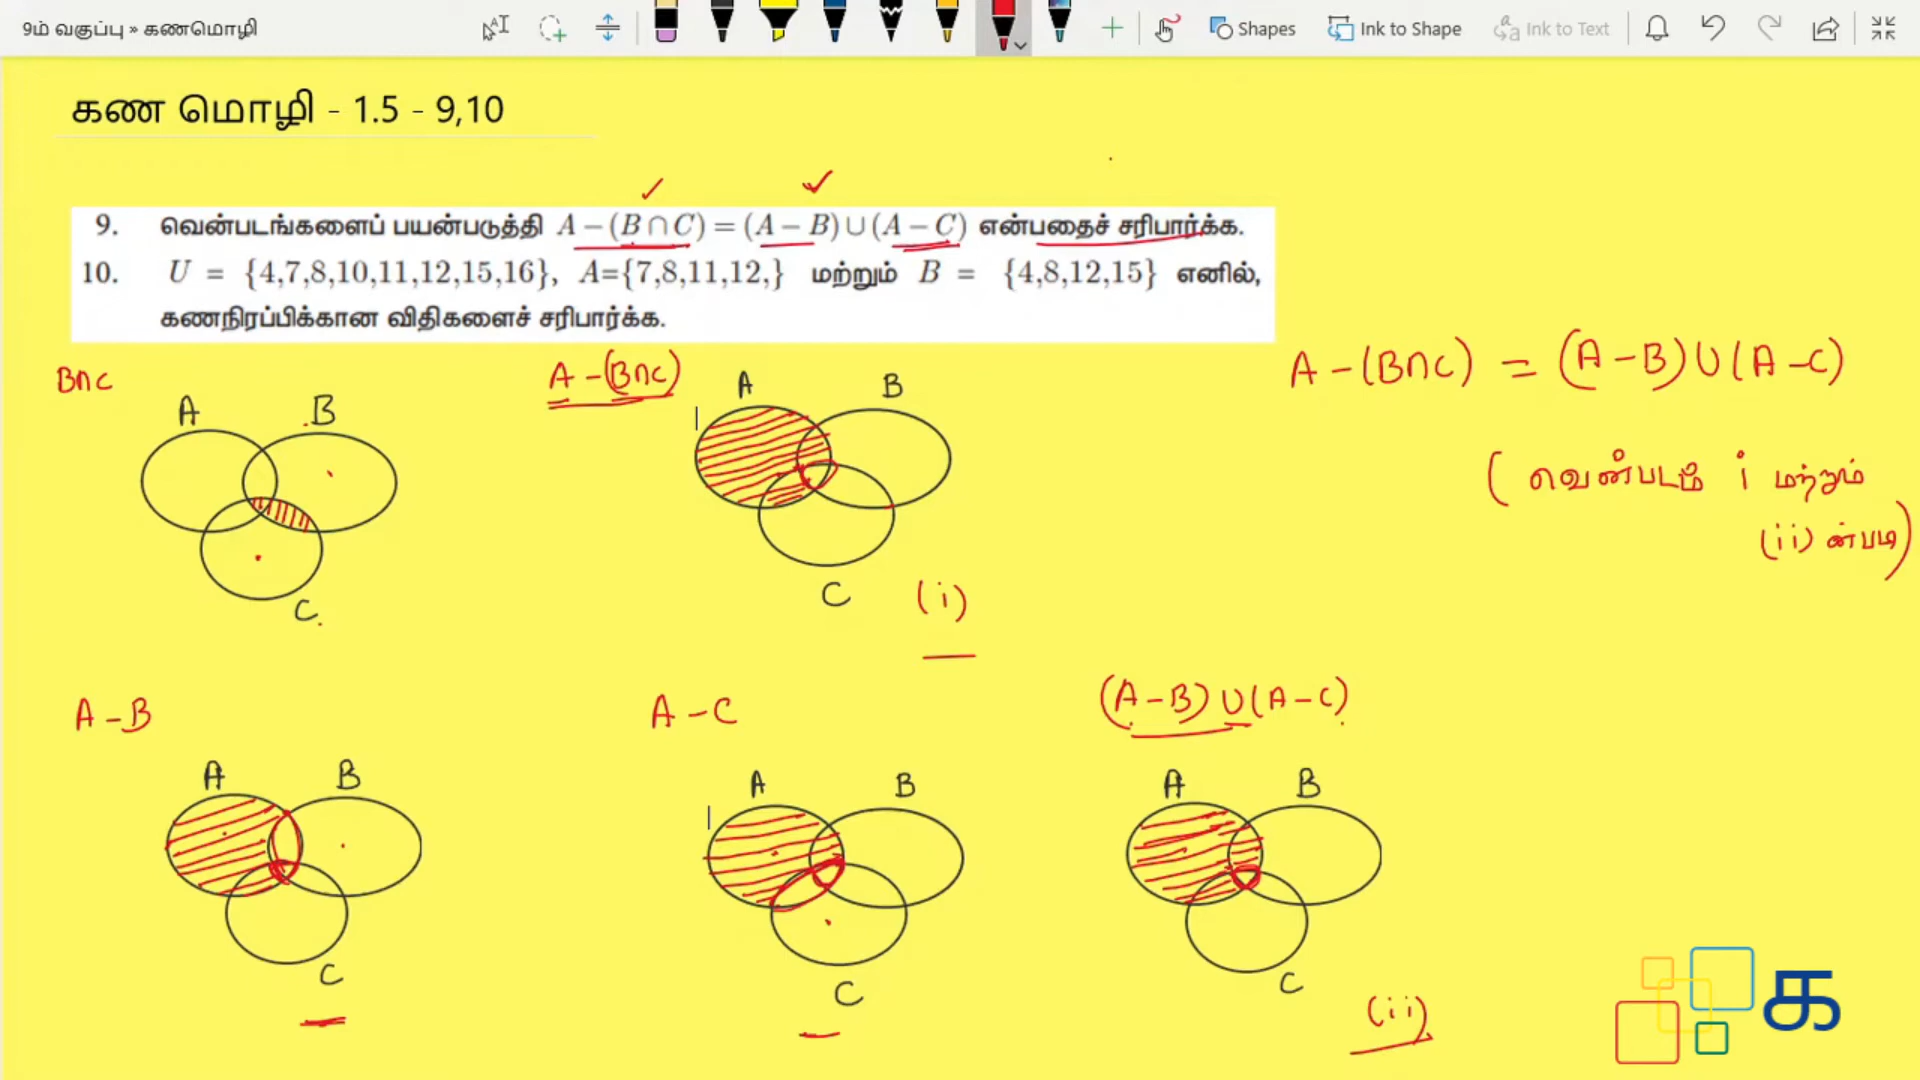 9ம் வகுப்பு » கணமொழி
Shapes
Ink to Shape
Ink to Text
கண மொழி - 1.5 - 9,10
9. வென்படங்களைப் பயன்படுத்தி A − (B ∩ C) = (A − B) ∪ (A − C) என்பதைச் சரிபார்க்க.
10. U = {4,7,8,10,11,12,15,16}, A={7,8,11,12,} மற்றும் B = {4,8,12,15} எனில்,
கணநிரப்பிக்கான விதிகளைச் சரிபார்க்க.
B∩C
A
B
C
A − (B∩C)
A
B
C
(i)
A − (B∩C) = (A − B) ∪ (A − C)
( வென்படம் i மற்றும்
(ii) ன்படி)
A − B
A
B
C
A − C
A
B
C
(A − B) ∪ (A − C)
A
B
C
(ii)
க